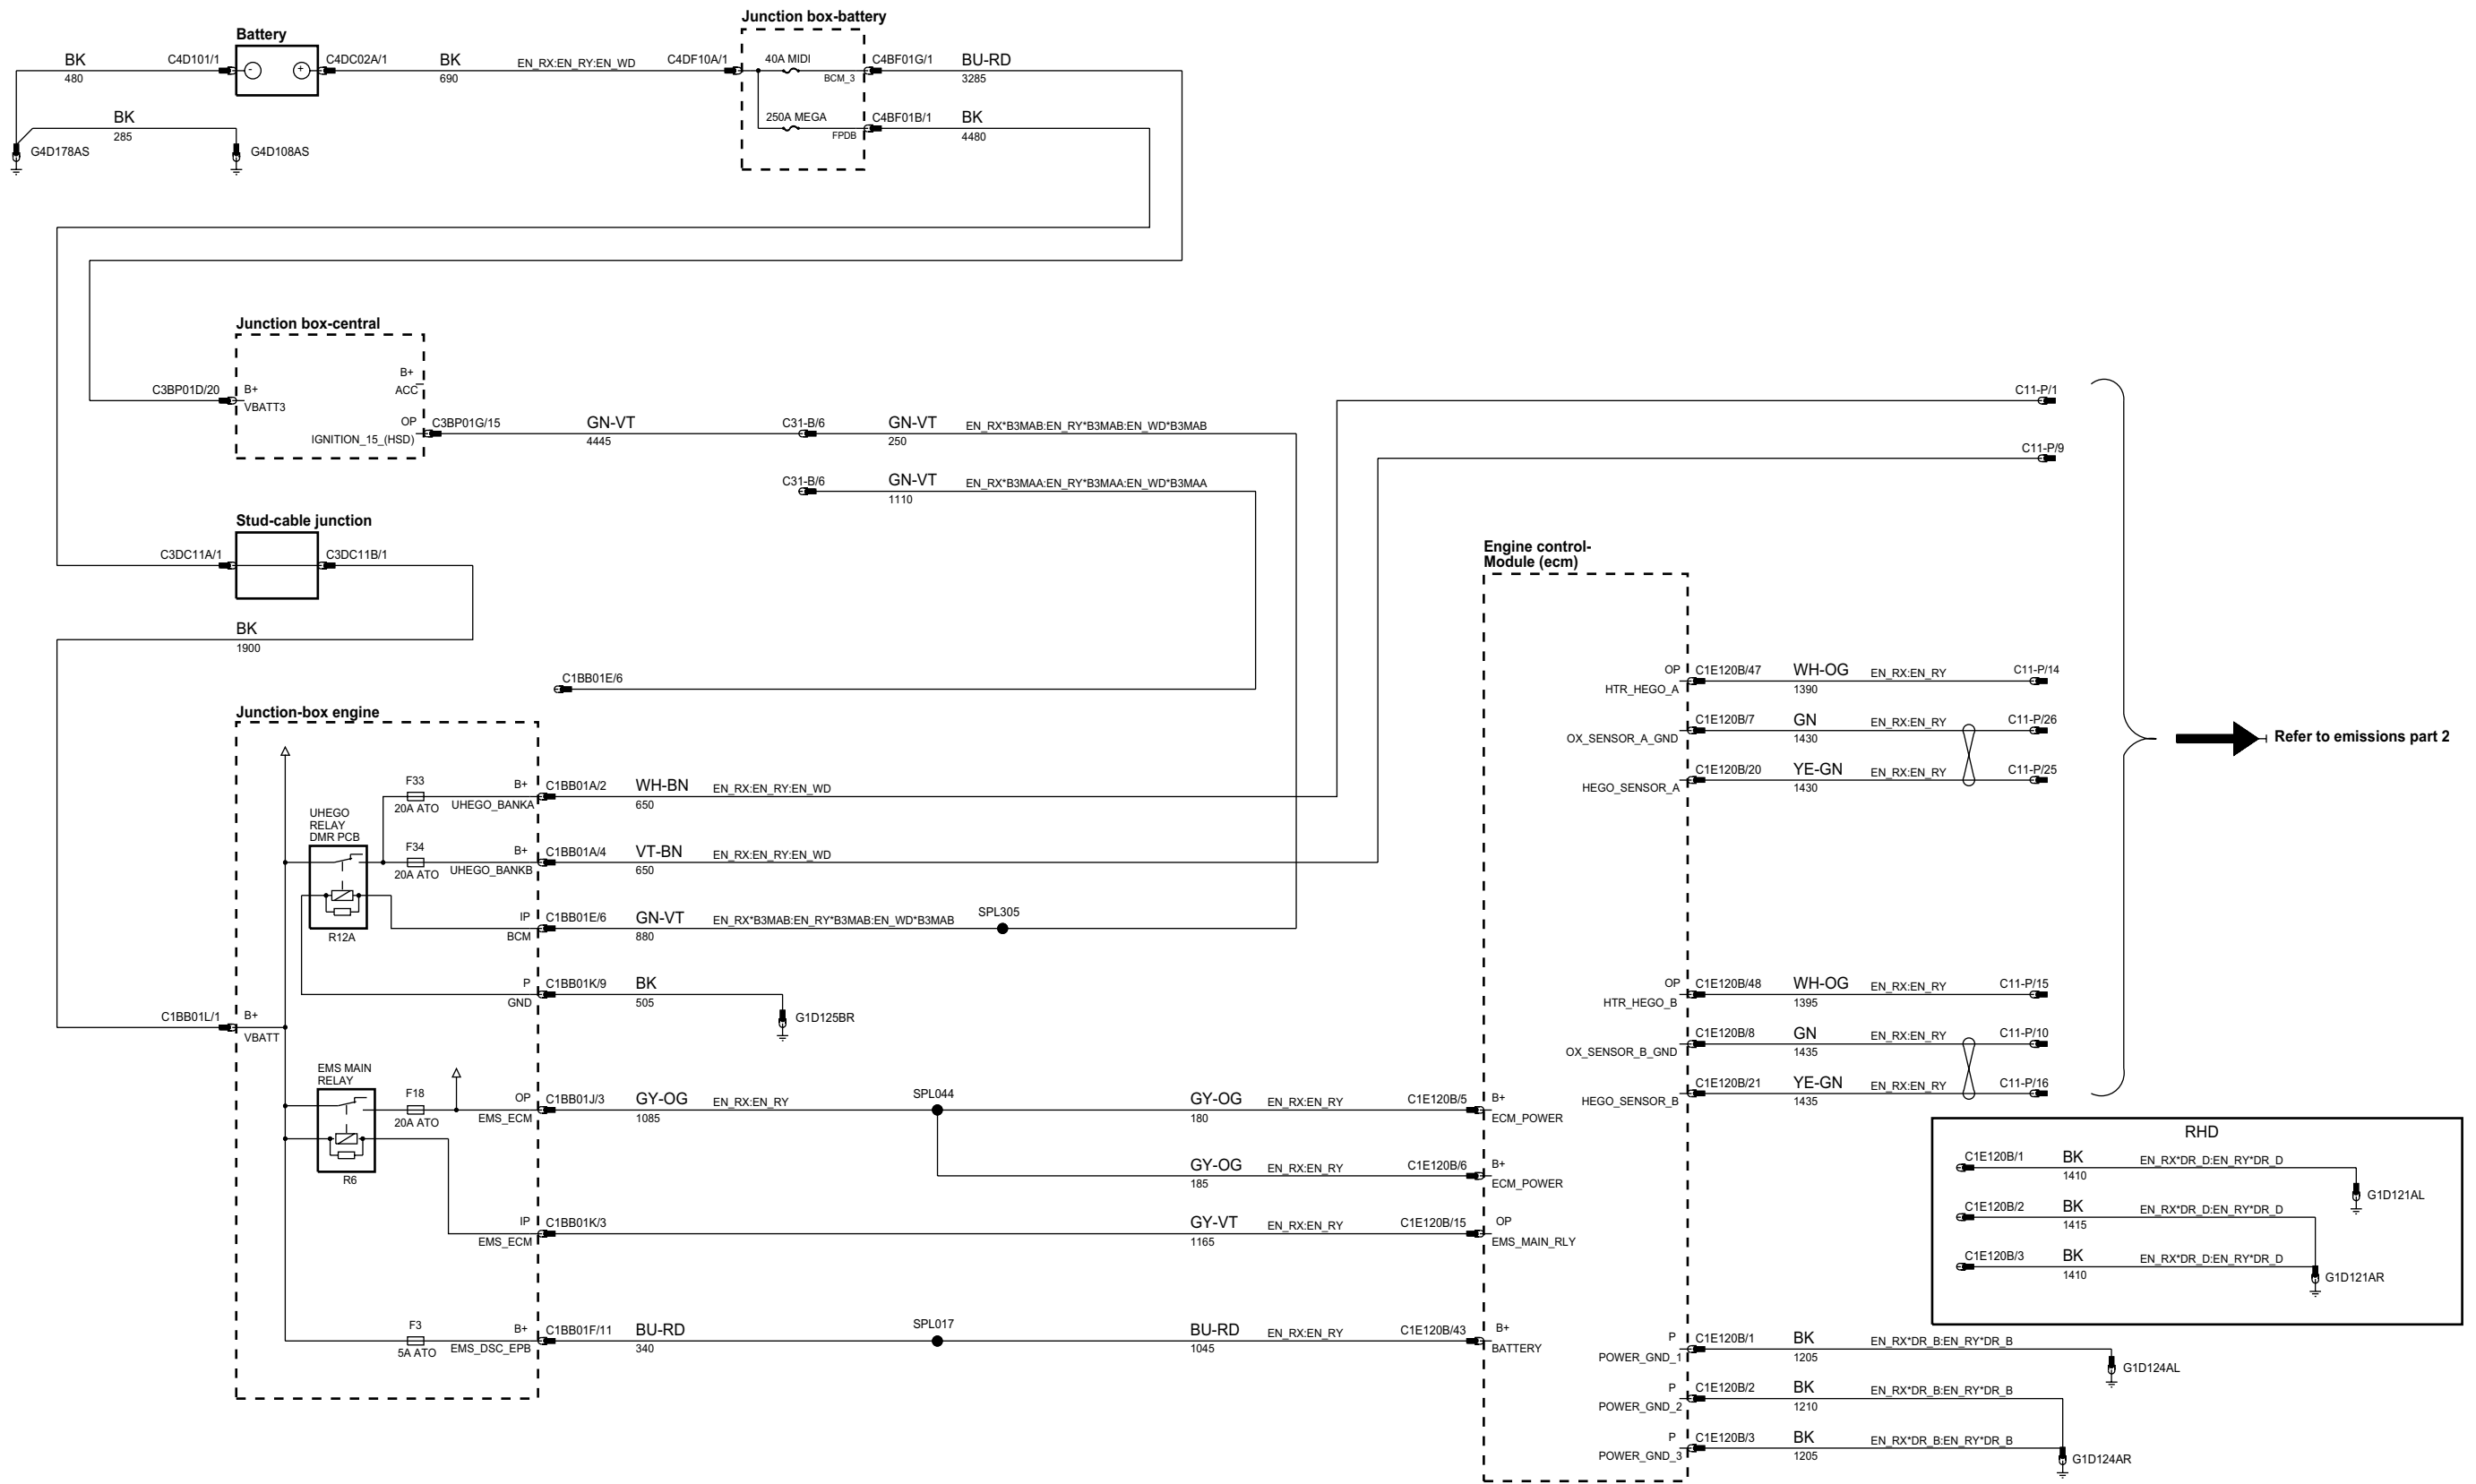 Junction box-battery
Battery
BK
480
C4D101/1
-
+
C4DC02A/1
BK
690
EN_RX:EN_RY:EN_WD
C4DF10A/1
40A MIDI
BCM_3
C4BF01G/1
BU-RD
3285
BK
285
G4D178AS
G4D108AS
250A MEGA
FPDB
C4BF01B/1
BK
4480
Junction box-central
C3BP01D/20
B+
VBATT3
B+
ACC
OP
IGNITION_15_(HSD)
C3BP01G/15
GN-VT
4445
C31-B/6
GN-VT
250
EN_RX*B3MAB:EN_RY*B3MAB:EN_WD*B3MAB
C31-B/6
GN-VT
1110
EN_RX*B3MAA:EN_RY*B3MAA:EN_WD*B3MAA
C11-P/1
C11-P/9
Stud-cable junction
C3DC11A/1
C3DC11B/1
BK
1900
C1BB01E/6
Engine control-
Module (ecm)
OP
HTR_HEGO_A
C1E120B/47
WH-OG
1390
EN_RX:EN_RY
C11-P/14
OX_SENSOR_A_GND
C1E120B/7
GN
1430
EN_RX:EN_RY
C11-P/26
HEGO_SENSOR_A
C1E120B/20
YE-GN
1430
EN_RX:EN_RY
C11-P/25
Refer to emissions part 2
Junction-box engine
F33
20A ATO
B+
UHEGO_BANKA
C1BB01A/2
WH-BN
650
EN_RX:EN_RY:EN_WD
UHEGO
RELAY
DMR PCB
R12A
F34
20A ATO
B+
UHEGO_BANKB
C1BB01A/4
VT-BN
650
EN_RX:EN_RY:EN_WD
IP
BCM
C1BB01E/6
GN-VT
880
EN_RX*B3MAB:EN_RY*B3MAB:EN_WD*B3MAB
SPL305
P
GND
C1BB01K/9
BK
505
G1D125BR
C1BB01L/1
B+
VBATT
OP
HTR_HEGO_B
C1E120B/48
WH-OG
1395
EN_RX:EN_RY
C11-P/15
OX_SENSOR_B_GND
C1E120B/8
GN
1435
EN_RX:EN_RY
C11-P/10
HEGO_SENSOR_B
C1E120B/21
YE-GN
1435
EN_RX:EN_RY
C11-P/16
EMS MAIN
RELAY
R6
F18
20A ATO
OP
EMS_ECM
C1BB01J/3
GY-OG
1085
EN_RX:EN_RY
SPL044
GY-OG
180
EN_RX:EN_RY
C1E120B/5
B+
ECM_POWER
GY-OG
185
EN_RX:EN_RY
C1E120B/6
B+
ECM_POWER
IP
EMS_ECM
C1BB01K/3
GY-VT
1165
EN_RX:EN_RY
C1E120B/15
OP
EMS_MAIN_RLY
F3
5A ATO
B+
EMS_DSC_EPB
C1BB01F/11
BU-RD
340
SPL017
BU-RD
1045
EN_RX:EN_RY
C1E120B/43
B+
BATTERY
RHD
C1E120B/1
BK
1410
EN_RX*DR_D:EN_RY*DR_D
G1D121AL
C1E120B/2
BK
1415
EN_RX*DR_D:EN_RY*DR_D
C1E120B/3
BK
1410
EN_RX*DR_D:EN_RY*DR_D
G1D121AR
P
POWER_GND_1
C1E120B/1
BK
1205
EN_RX*DR_B:EN_RY*DR_B
G1D124AL
P
POWER_GND_2
C1E120B/2
BK
1210
EN_RX*DR_B:EN_RY*DR_B
P
POWER_GND_3
C1E120B/3
BK
1205
EN_RX*DR_B:EN_RY*DR_B
G1D124AR